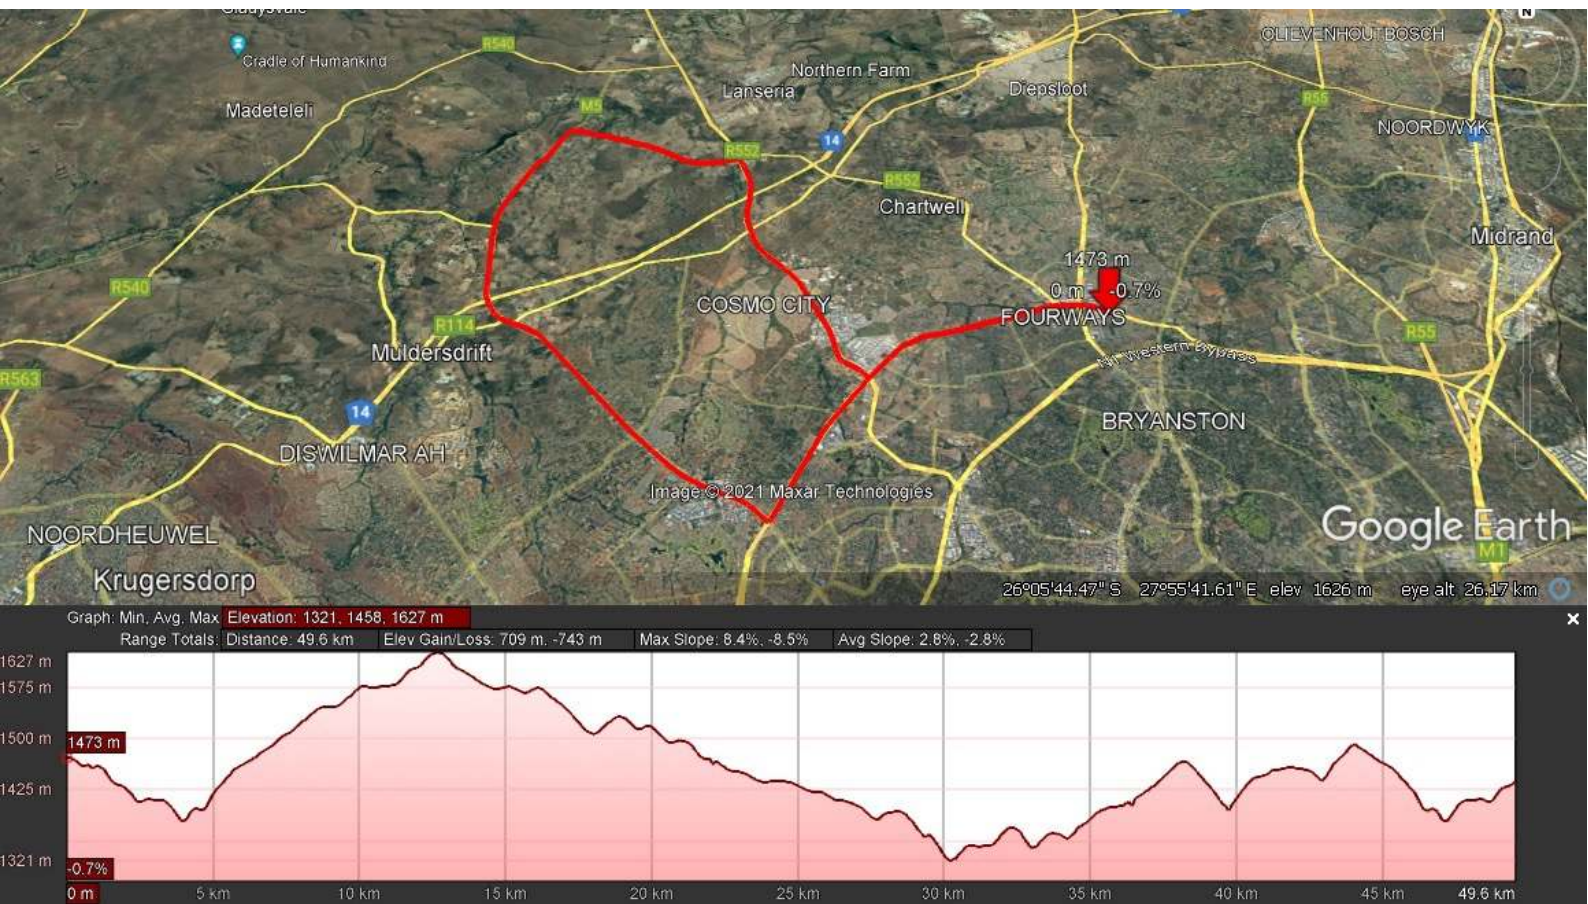 Gladysvale
N
R540
OLIEVENHOUTBOSCH
Cradle of Humankind
Northern Farm
Lanseria
Diepsloot
R55
Madeteleli
M5
NOORDWYK
14
R552
R552
Chartwell
Midrand
1473 m
0 m -0.7%
R540
COSMO CITY
FOURWAYS
R114
R55
Muldersdrift
N1 Western Bypass
R563
14
BRYANSTON
DISWILMAR AH
Image © 2021 Maxar Technologies
NOORDHEUWEL
Google Earth
M1
Krugersdorp
26°05'44.47" S 27°55'41.61" E elev 1626 m eye alt 26.17 km
Graph: Min, Avg, Max Elevation: 1321, 1458, 1627 m
Range Totals: Distance: 49.6 km Elev Gain/Loss: 709 m, -743 m Max Slope: 8.4%, -8.5% Avg Slope: 2.8%, -2.8%
1627 m
1575 m
1500 m
1473 m
1425 m
1321 m
-0.7%
0 m 5 km 10 km 15 km 20 km 25 km 30 km 35 km 40 km 45 km 49.6 km